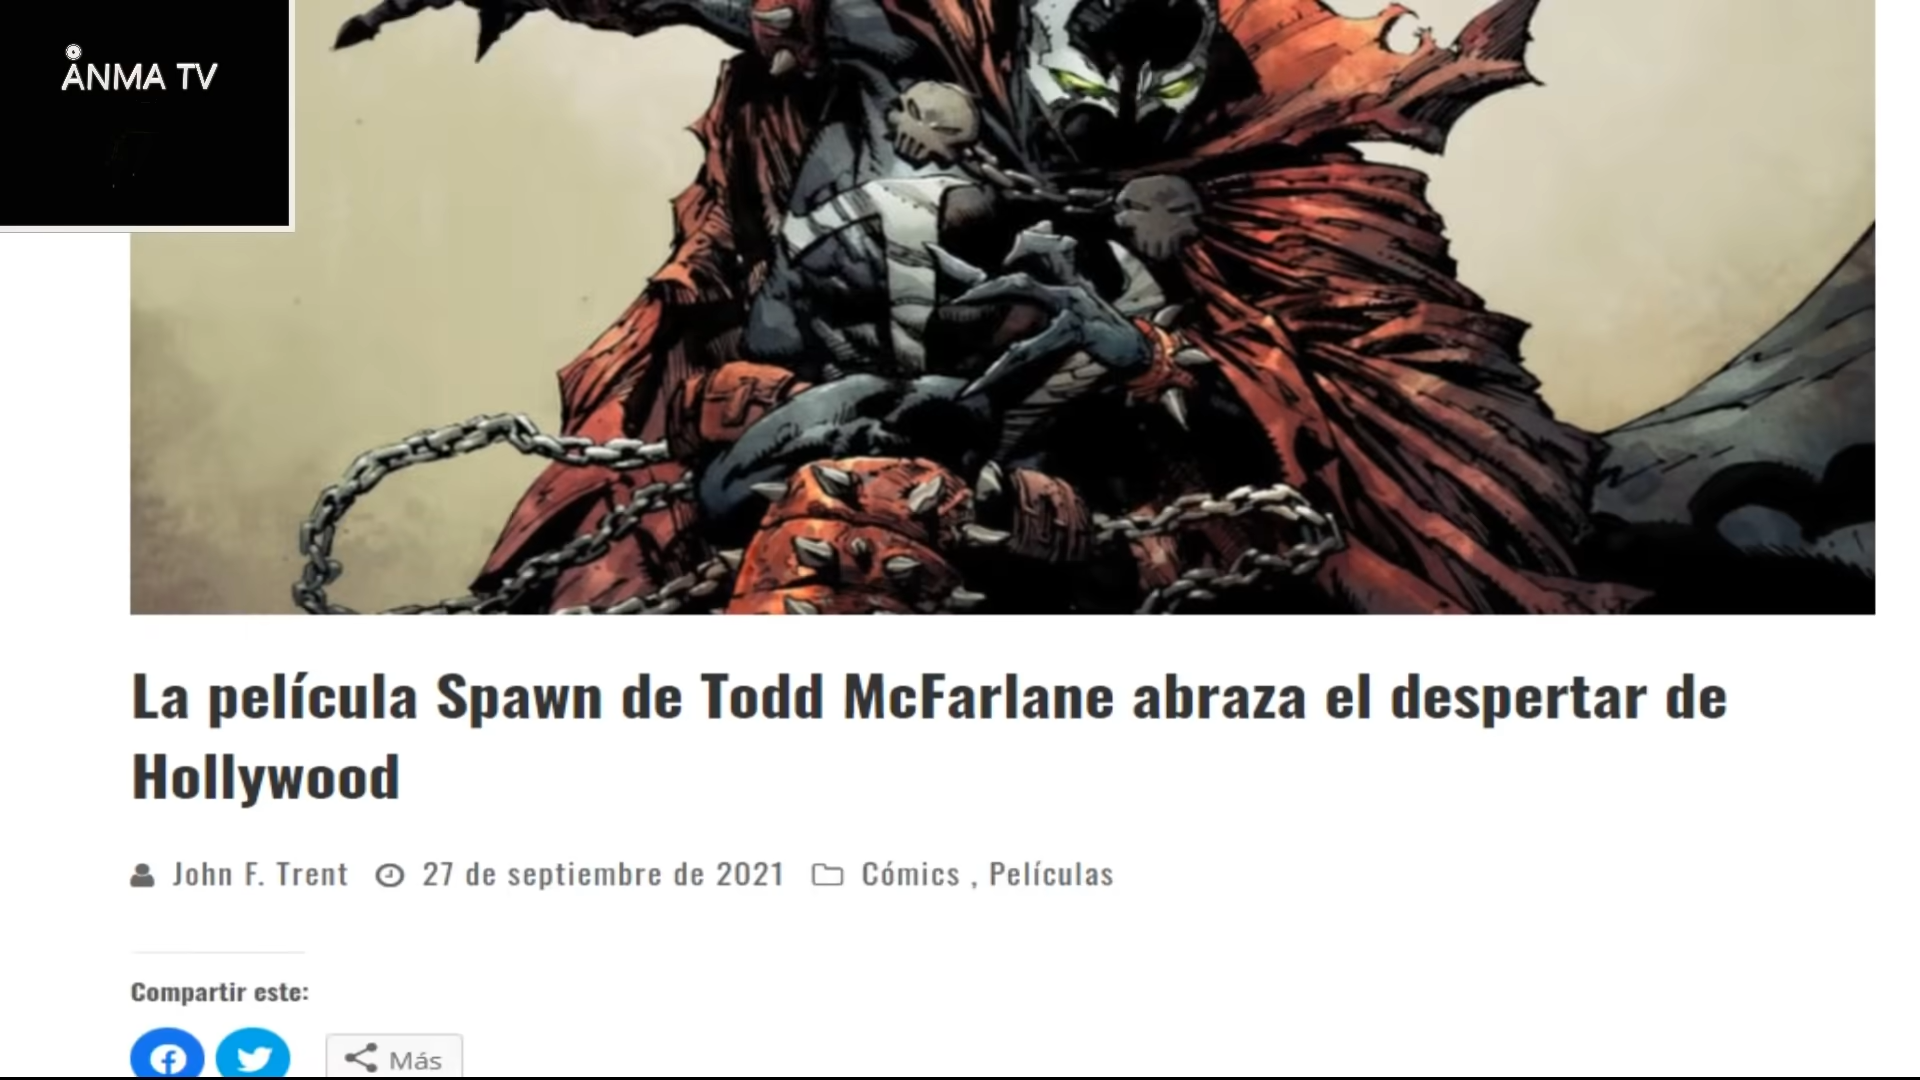 ÅNMA TV
La película Spawn de Todd McFarlane abraza el despertar de
Hollywood
John F. Trent 27 de septiembre de 2021 Cómics , Películas
Compartir este:
Más